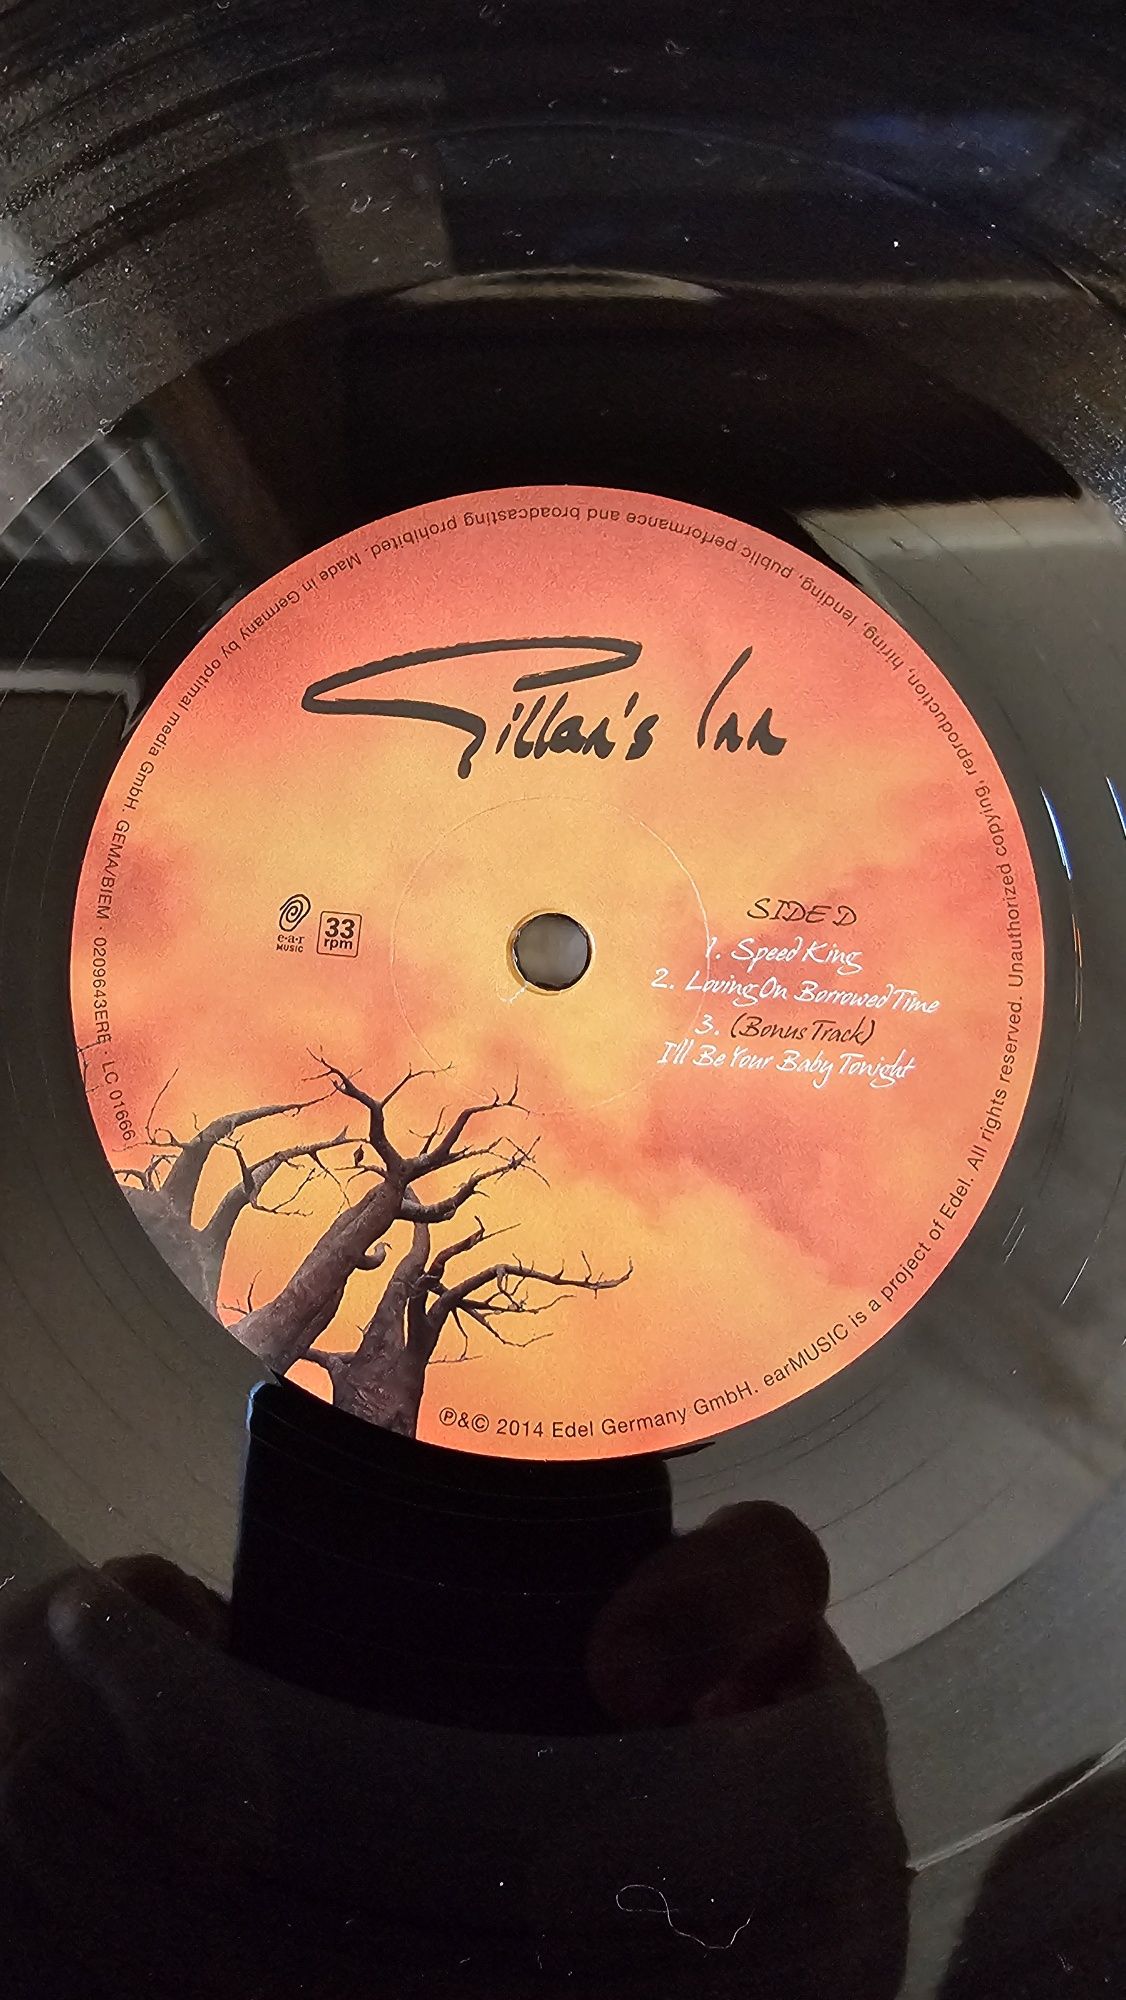 Gillan's Inn
e·a·r
MUSIC
33
rpm
SIDE D
1. Speed King
2. Loving On Borrowed Time
3. (Bonus Track)
I'll Be Your Baby Tonight
℗&© 2014 Edel Germany GmbH. earMUSIC is a project of Edel. All rights reserved. Unauthorized copying, reproduction, hiring, lending, public performance and broadcasting prohibited. Made in Germany by optimal media GmbH. GEMA/BIEM · 0209643ERE · LC 01666